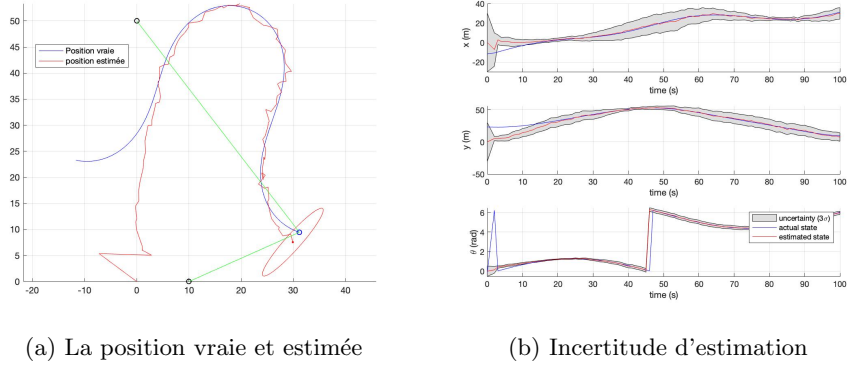 50
45
40
35
30
25
20
15
10
5
0
-20 -10 0 10 20 30 40
Position vraie
position estimée
40
20
0
-20
x (m)
0 10 20 30 40 50 60 70 80 90 100
time (s)
50
0
-50
y (m)
0 10 20 30 40 50 60 70 80 90 100
time (s)
6
4
2
0
θ (rad)
uncertainty (3σ)
actual state
estimated state
0 10 20 30 40 50 60 70 80 90 100
time (s)
(a) La position vraie et estimée
(b) Incertitude d'estimation